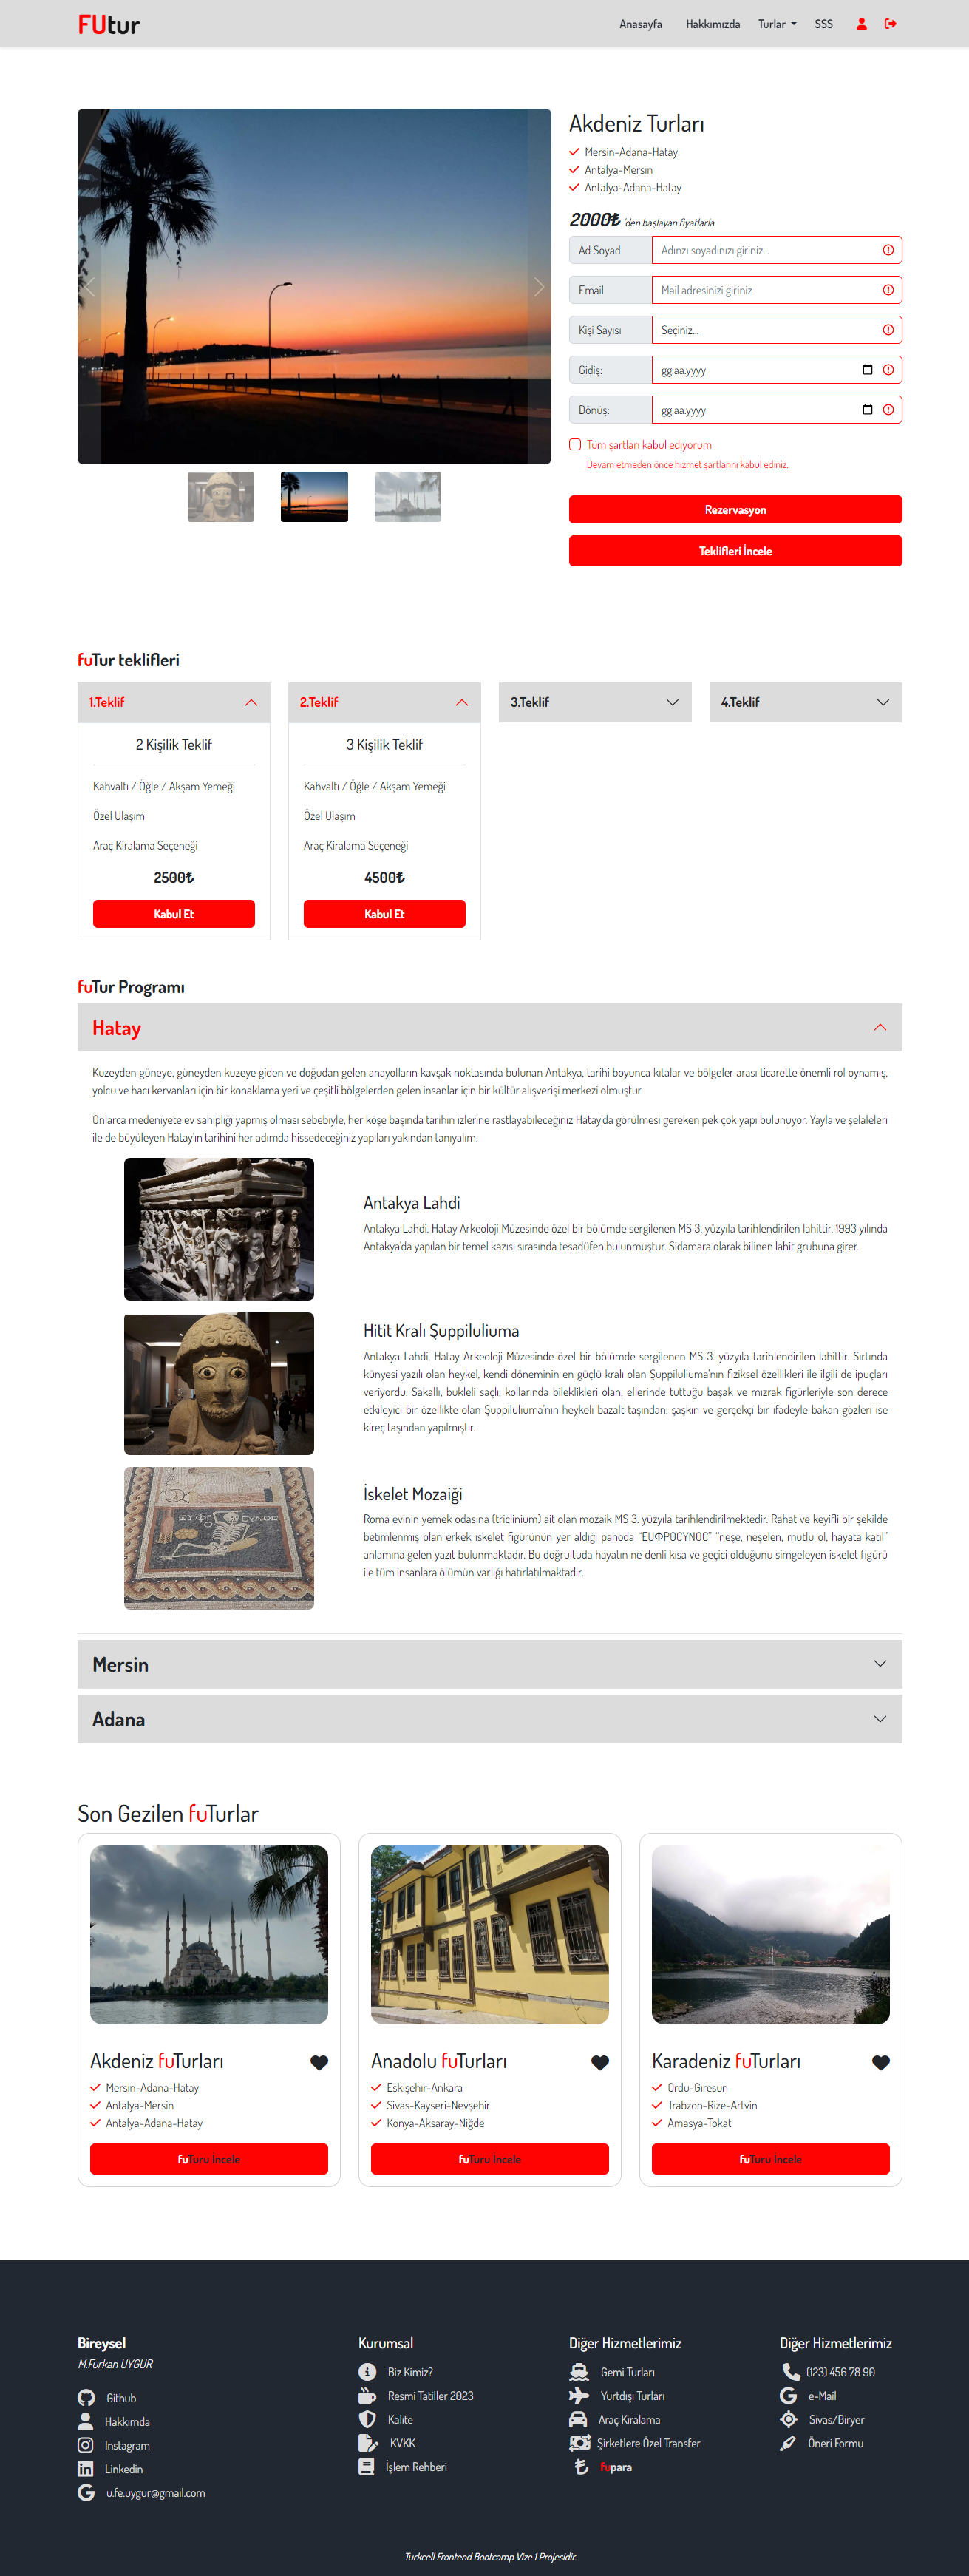 FUtur
Anasayfa
Hakkımızda
Turlar
SSS
Akdeniz Turları
Mersin-Adana-Hatay
Antalya-Mersin
Antalya-Adana-Hatay
2000₺ 'den başlayan fiyatlarla
Ad Soyad
Adınzı soyadınızı giriniz...
Email
Mail adresinizi giriniz
Kişi Sayısı
Seçiniz...
Gidiş:
gg.aa.yyyy
Dönüş:
gg.aa.yyyy
Tüm şartları kabul ediyorum
Devam etmeden önce hizmet şartlarını kabul ediniz.
Rezervasyon
Teklifleri İncele
fuTur teklifleri
1.Teklif
2.Teklif
3.Teklif
4.Teklif
2 Kişilik Teklif
Kahvaltı / Öğle / Akşam Yemeği
Özel Ulaşım
Araç Kiralama Seçeneği
2500₺
Kabul Et
3 Kişilik Teklif
Kahvaltı / Öğle / Akşam Yemeği
Özel Ulaşım
Araç Kiralama Seçeneği
4500₺
Kabul Et
fuTur Programı
Hatay
Kuzeyden güneye, güneyden kuzeye giden ve doğudan gelen anayolların kavşak noktasında bulunan Antakya, tarihi boyunca kıtalar ve bölgeler arası ticarette önemli rol oynamış,
yolcu ve hacı kervanları için bir konaklama yeri ve çeşitli bölgelerden gelen insanlar için bir kültür alışverişi merkezi olmuştur.
Onlarca medeniyete ev sahipliği yapmış olması sebebiyle, her köşe başında tarihin izlerine rastlayabileceğiniz Hatay'da görülmesi gereken pek çok yapı bulunuyor. Yayla ve şelaleleri
ile de büyüleyen Hatay'ın tarihini her adımda hissedeceğiniz yapıları yakından tanıyalım.
Antakya Lahdi
Antakya Lahdi, Hatay Arkeoloji Müzesinde özel bir bölümde sergilenen MS 3. yüzyıla tarihlendirilen lahittir. 1993 yılında
Antakya'da yapılan bir temel kazısı sırasında tesadüfen bulunmuştur. Sidamara olarak bilinen lahit grubuna girer.
Hitit Kralı Şuppiluliuma
Antakya Lahdi, Hatay Arkeoloji Müzesinde özel bir bölümde sergilenen MS 3. yüzyıla tarihlendirilen lahittir. Sırtında
künyesi yazılı olan heykel, kendi döneminin en güçlü kralı olan Şuppiluliuma'nın fiziksel özellikleri ile ilgili de ipuçları
veriyordu. Sakallı, bukleli saçlı, kollarında bileklikleri olan, ellerinde tuttuğu başak ve mızrak figürleriyle son derece
etkileyici bir özellikte olan Şuppiluliuma'nın heykeli bazalt taşından, şaşkın ve gerçekçi bir ifadeyle bakan gözleri ise
kireç taşından yapılmıştır.
İskelet Mozaiği
Roma evinin yemek odasına (triclinium) ait olan mozaik MS 3. yüzyıla tarihlendirilmektedir. Rahat ve keyifli bir şekilde
betimlenmiş olan erkek iskelet figürünün yer aldığı panoda "EUΦPOCYNOC" "neşe, neşelen, mutlu ol, hayata katıl"
anlamına gelen yazıt bulunmaktadır. Bu doğrultuda hayatın ne denli kısa ve geçici olduğunu simgeleyen iskelet figürü
ile tüm insanlara ölümün varlığı hatırlatılmaktadır.
Mersin
Adana
Son Gezilen fuTurlar
Akdeniz fuTurları
Mersin-Adana-Hatay
Antalya-Mersin
Antalya-Adana-Hatay
fuTuru İncele
Anadolu fuTurları
Eskişehir-Ankara
Sivas-Kayseri-Nevşehir
Konya-Aksaray-Niğde
fuTuru İncele
Karadeniz fuTurları
Ordu-Giresun
Trabzon-Rize-Artvin
Amasya-Tokat
fuTuru İncele
Bireysel
M.Furkan UYGUR
Github
Hakkımda
Instagram
Linkedin
u.fe.uygur@gmail.com
Kurumsal
Biz Kimiz?
Resmi Tatiller 2023
Kalite
KVKK
İşlem Rehberi
Diğer Hizmetlerimiz
Gemi Turları
Yurtdışı Turları
Araç Kiralama
Şirketlere Özel Transfer
fupara
Diğer Hizmetlerimiz
(123) 456 78 90
e-Mail
Sivas/Biryer
Öneri Formu
Turkcell Frontend Bootcamp Vize 1 Projesidir.